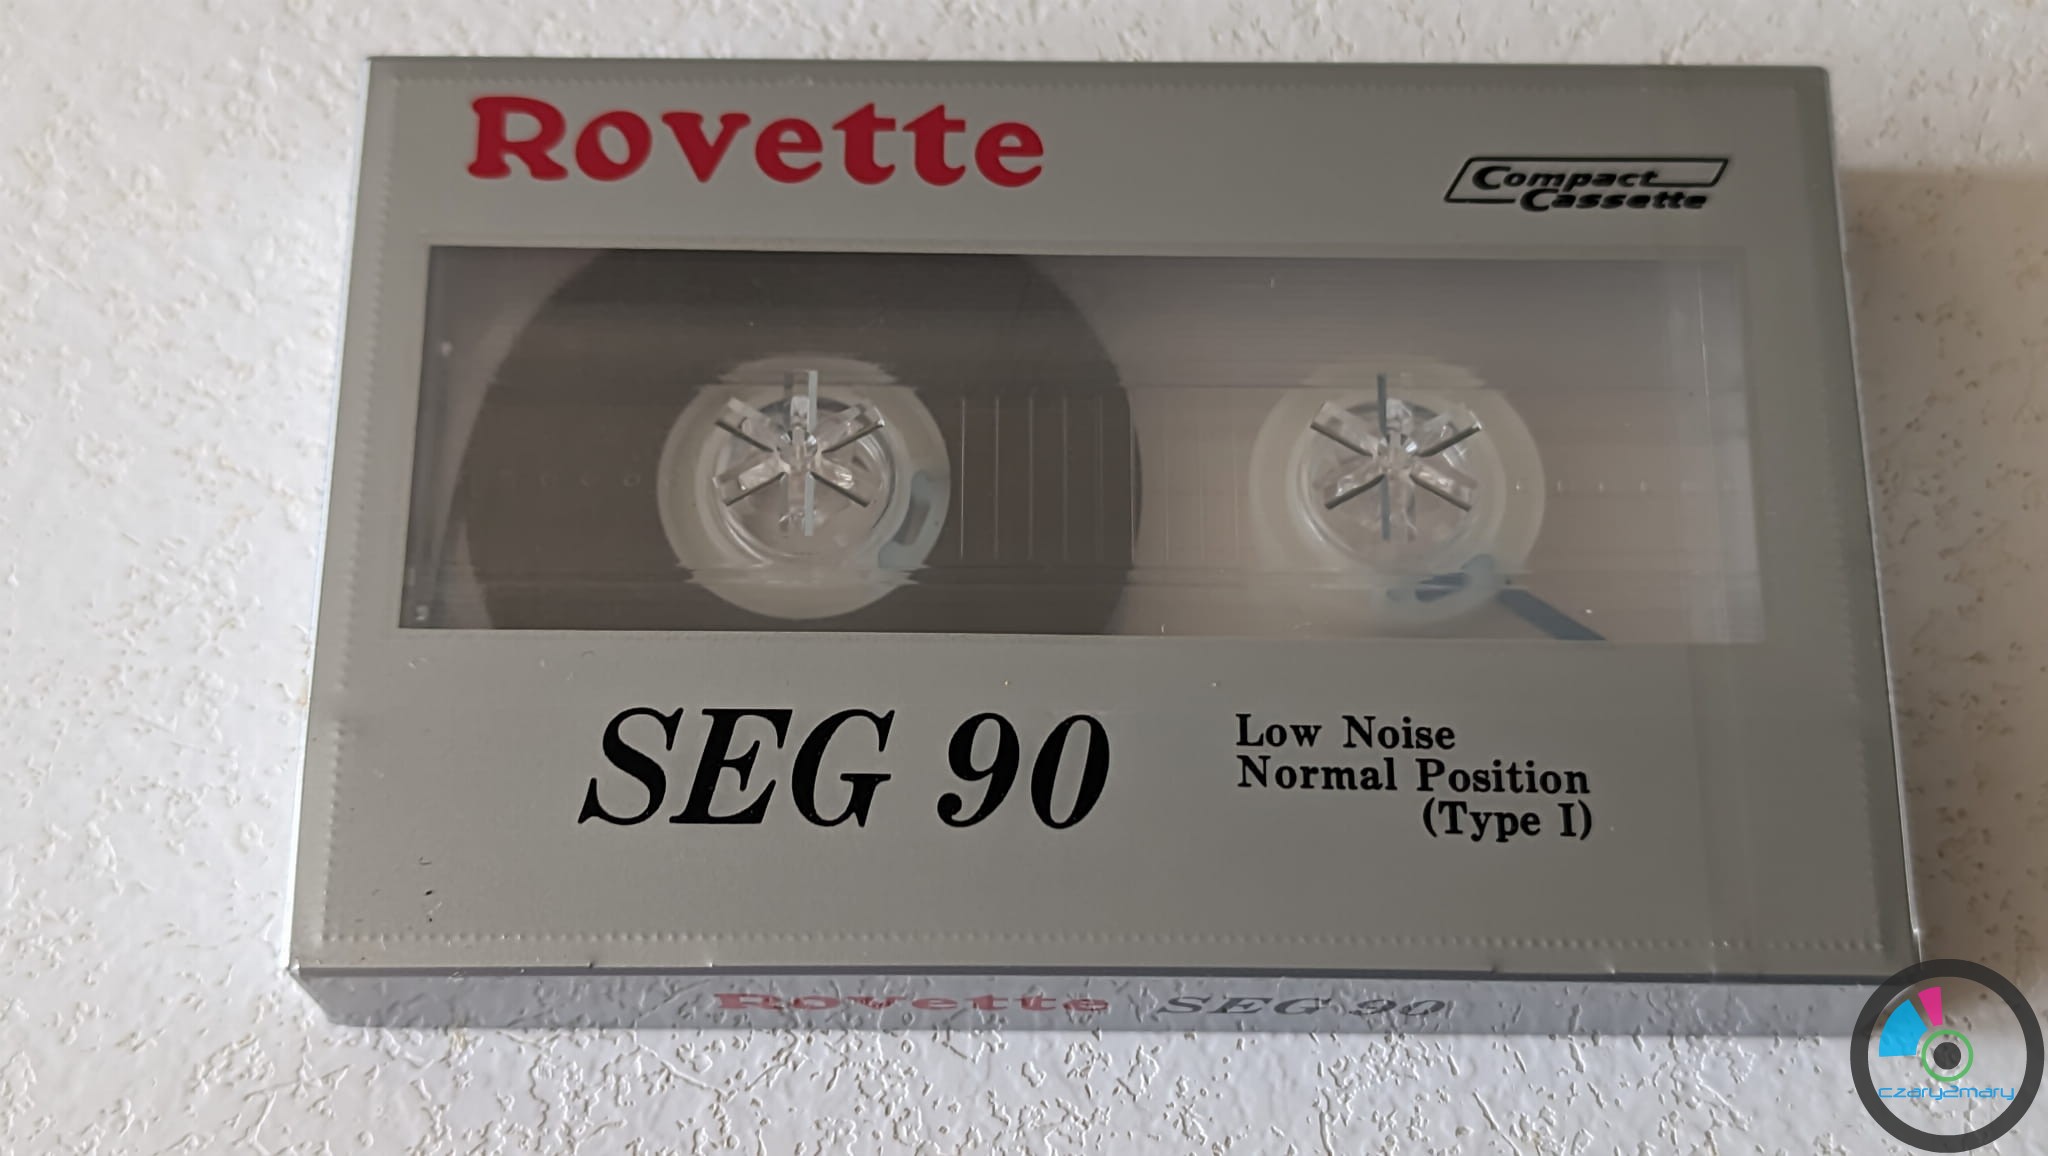 Rovette
Compact
Cassette
SEG 90
Low Noise
Normal Position
(Type I)
Rovette SEG 90
czary2mary